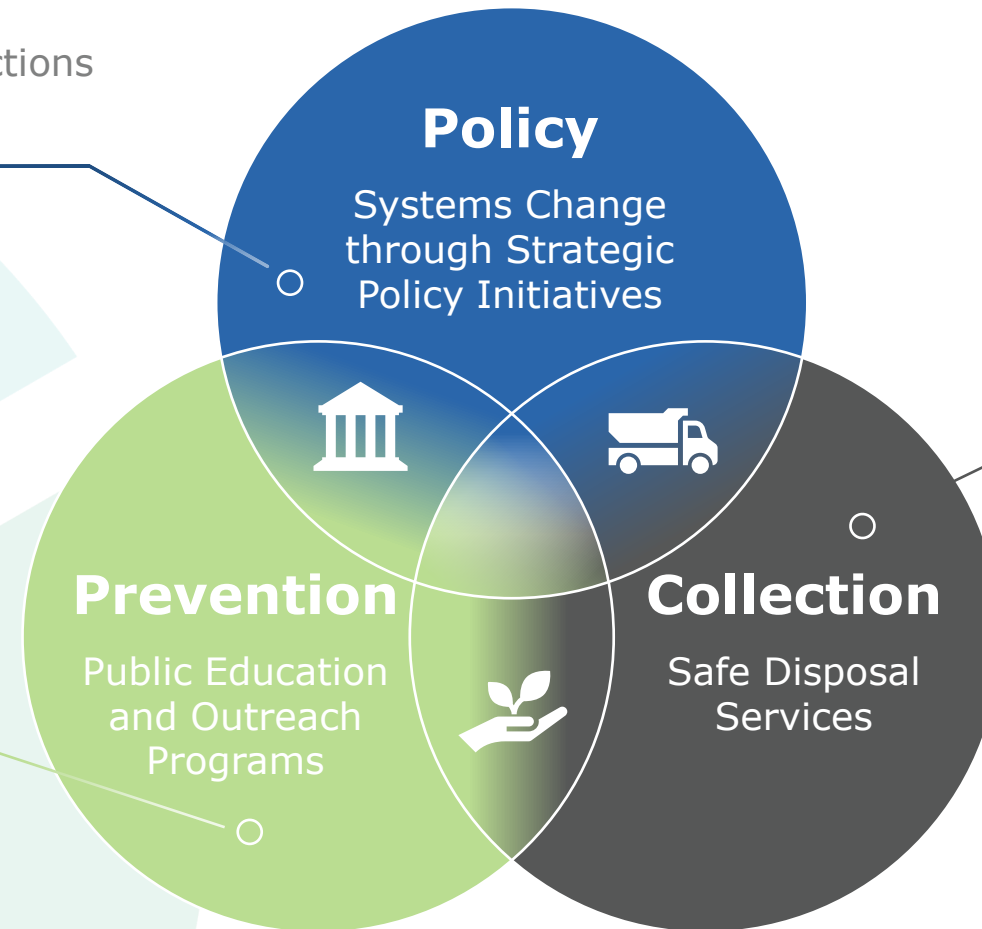 ctions
Policy
Systems Change
through Strategic
Policy Initiatives
Prevention
Public Education
and Outreach
Programs
Collection
Safe Disposal
Services